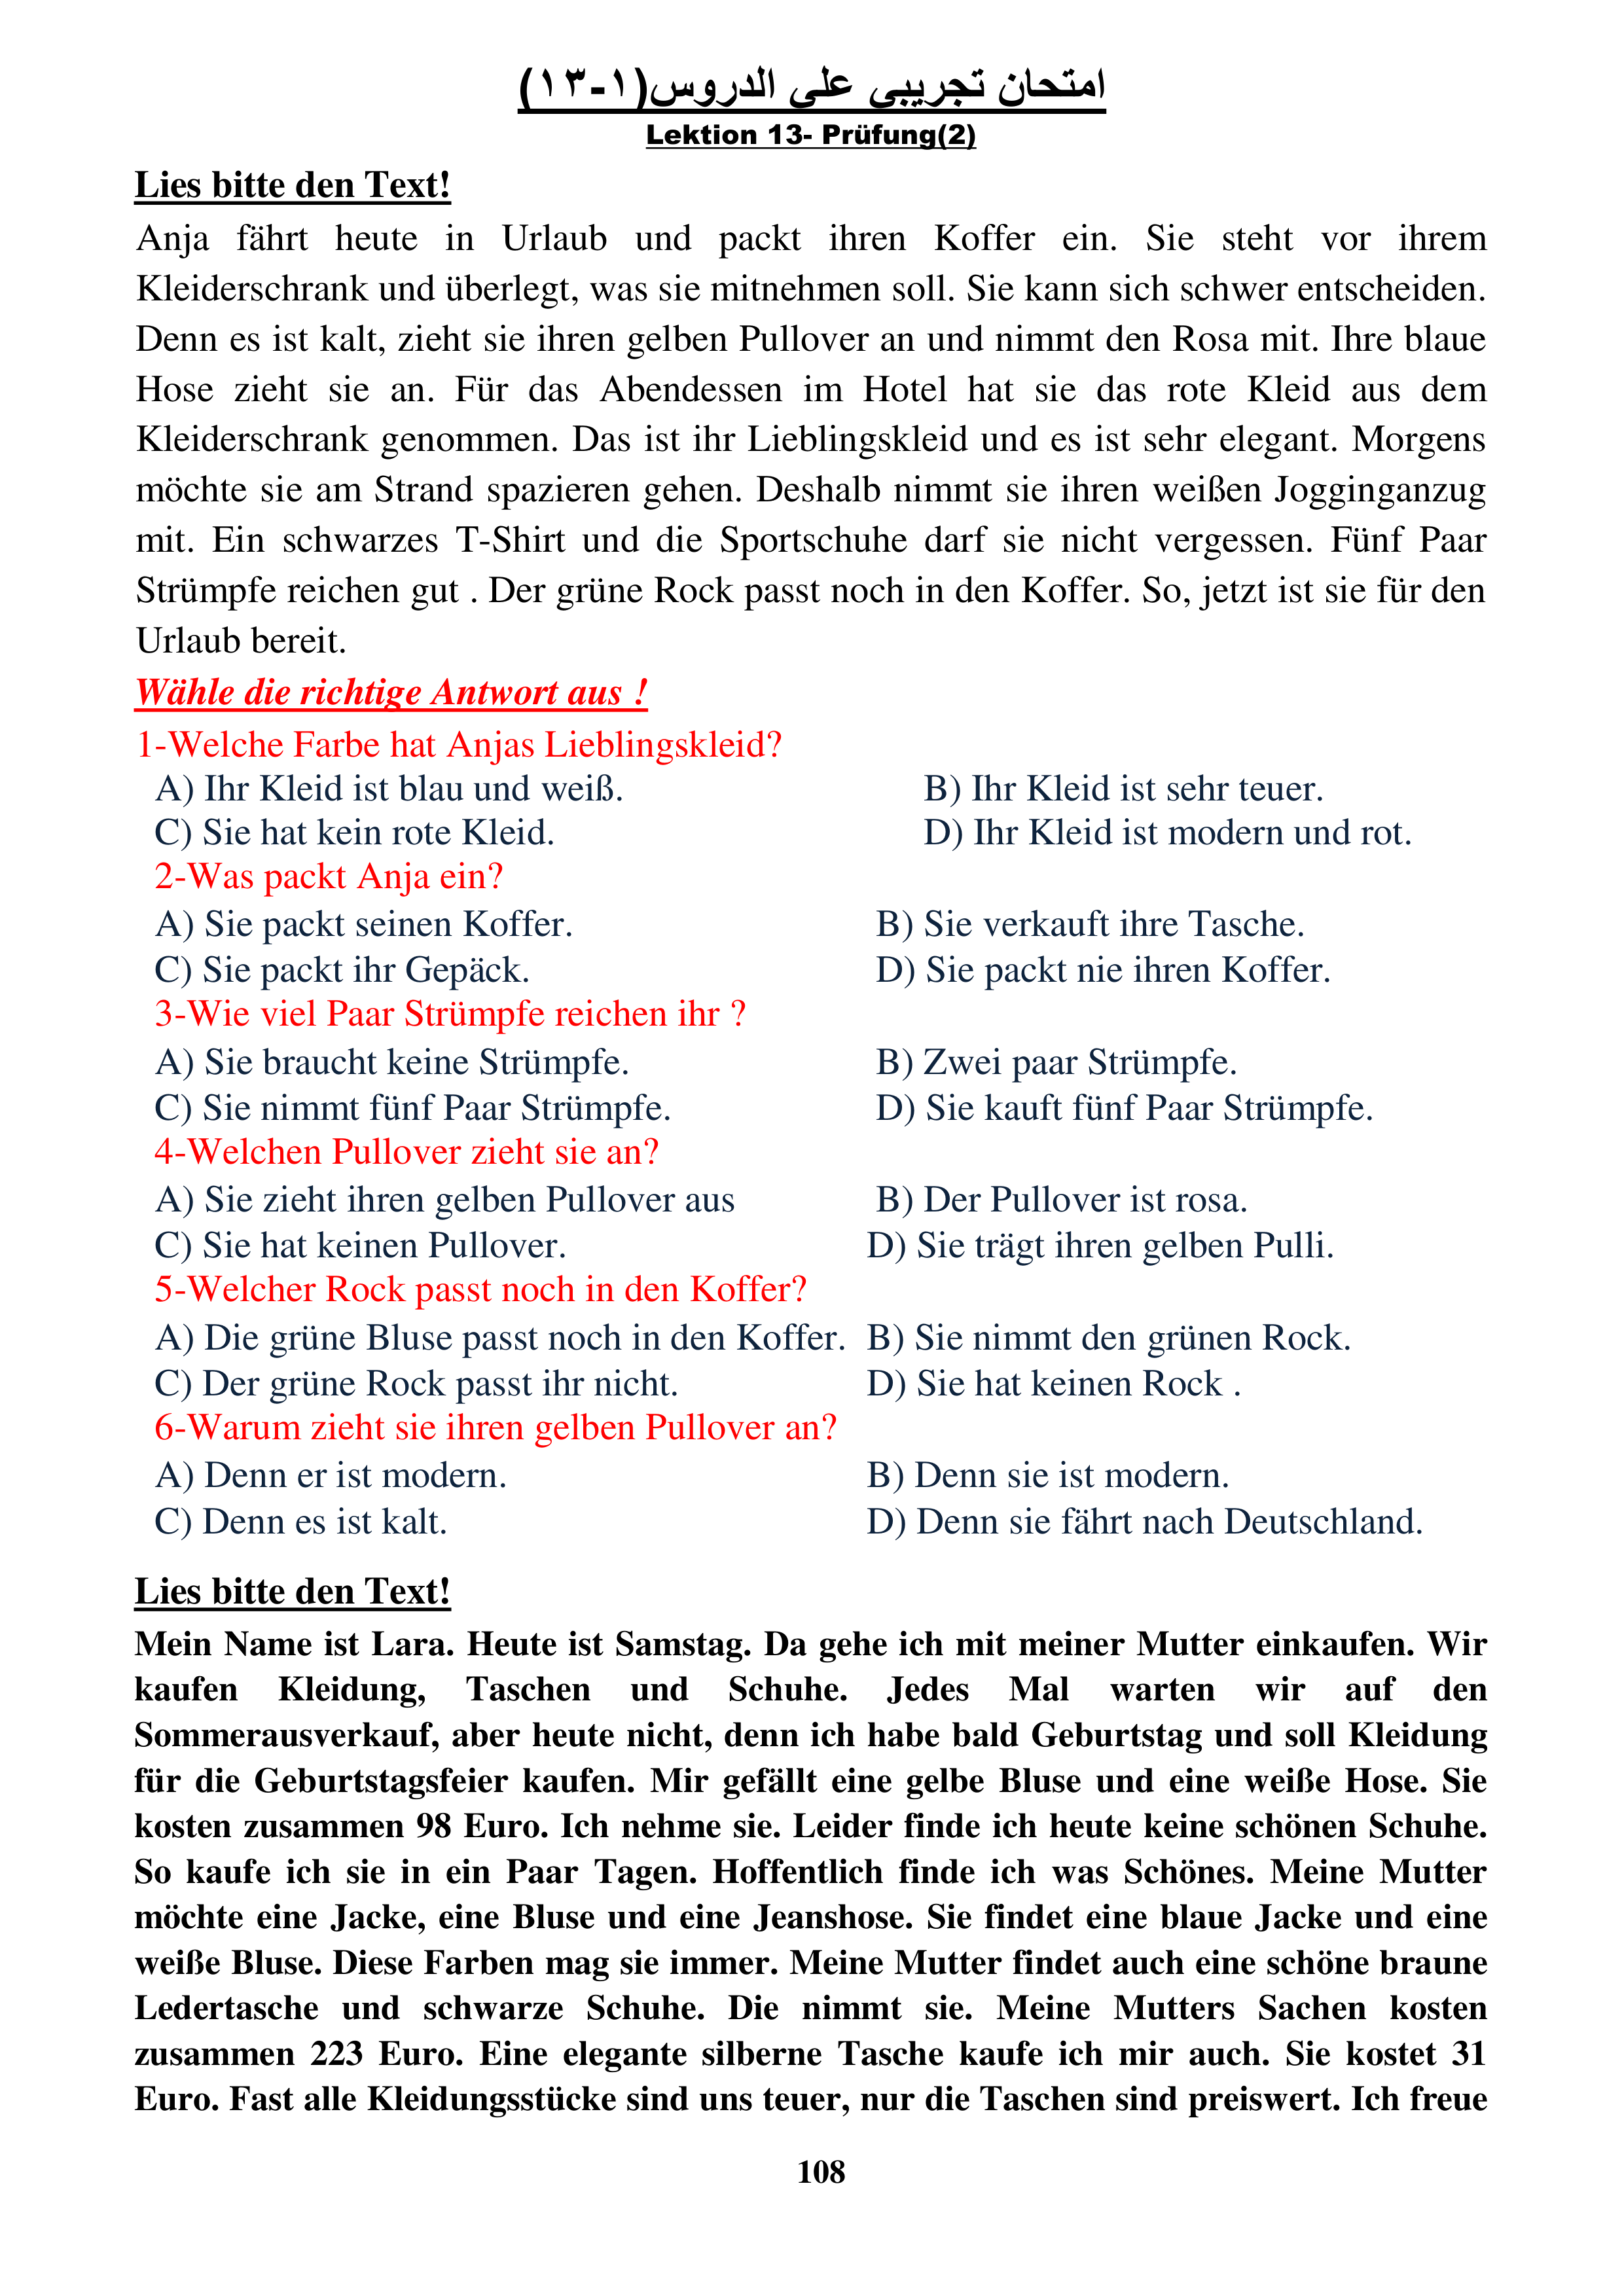 امتحان تجريبي على الدروس(١-١٣)
Lektion 13- Prüfung(2)
Lies bitte den Text!
Anja fährt heute in Urlaub und packt ihren Koffer ein. Sie steht vor ihrem
Kleiderschrank und überlegt, was sie mitnehmen soll. Sie kann sich schwer entscheiden.
Denn es ist kalt, zieht sie ihren gelben Pullover an und nimmt den Rosa mit. Ihre blaue
Hose zieht sie an. Für das Abendessen im Hotel hat sie das rote Kleid aus dem
Kleiderschrank genommen. Das ist ihr Lieblingskleid und es ist sehr elegant. Morgens
möchte sie am Strand spazieren gehen. Deshalb nimmt sie ihren weißen Jogginganzug
mit. Ein schwarzes T-Shirt und die Sportschuhe darf sie nicht vergessen. Fünf Paar
Strümpfe reichen gut . Der grüne Rock passt noch in den Koffer. So, jetzt ist sie für den
Urlaub bereit.
Wähle die richtige Antwort aus !
1-Welche Farbe hat Anjas Lieblingskleid?
A) Ihr Kleid ist blau und weiß. B) Ihr Kleid ist sehr teuer.
C) Sie hat kein rote Kleid. D) Ihr Kleid ist modern und rot.
2-Was packt Anja ein?
A) Sie packt seinen Koffer. B) Sie verkauft ihre Tasche.
C) Sie packt ihr Gepäck. D) Sie packt nie ihren Koffer.
3-Wie viel Paar Strümpfe reichen ihr ?
A) Sie braucht keine Strümpfe. B) Zwei paar Strümpfe.
C) Sie nimmt fünf Paar Strümpfe. D) Sie kauft fünf Paar Strümpfe.
4-Welchen Pullover zieht sie an?
A) Sie zieht ihren gelben Pullover aus B) Der Pullover ist rosa.
C) Sie hat keinen Pullover. D) Sie trägt ihren gelben Pulli.
5-Welcher Rock passt noch in den Koffer?
A) Die grüne Bluse passt noch in den Koffer. B) Sie nimmt den grünen Rock.
C) Der grüne Rock passt ihr nicht. D) Sie hat keinen Rock .
6-Warum zieht sie ihren gelben Pullover an?
A) Denn er ist modern. B) Denn sie ist modern.
C) Denn es ist kalt. D) Denn sie fährt nach Deutschland.
Lies bitte den Text!
Mein Name ist Lara. Heute ist Samstag. Da gehe ich mit meiner Mutter einkaufen. Wir
kaufen Kleidung, Taschen und Schuhe. Jedes Mal warten wir auf den
Sommerausverkauf, aber heute nicht, denn ich habe bald Geburtstag und soll Kleidung
für die Geburtstagsfeier kaufen. Mir gefällt eine gelbe Bluse und eine weiße Hose. Sie
kosten zusammen 98 Euro. Ich nehme sie. Leider finde ich heute keine schönen Schuhe.
So kaufe ich sie in ein Paar Tagen. Hoffentlich finde ich was Schönes. Meine Mutter
möchte eine Jacke, eine Bluse und eine Jeanshose. Sie findet eine blaue Jacke und eine
weiße Bluse. Diese Farben mag sie immer. Meine Mutter findet auch eine schöne braune
Ledertasche und schwarze Schuhe. Die nimmt sie. Meine Mutters Sachen kosten
zusammen 223 Euro. Eine elegante silberne Tasche kaufe ich mir auch. Sie kostet 31
Euro. Fast alle Kleidungsstücke sind uns teuer, nur die Taschen sind preiswert. Ich freue
108